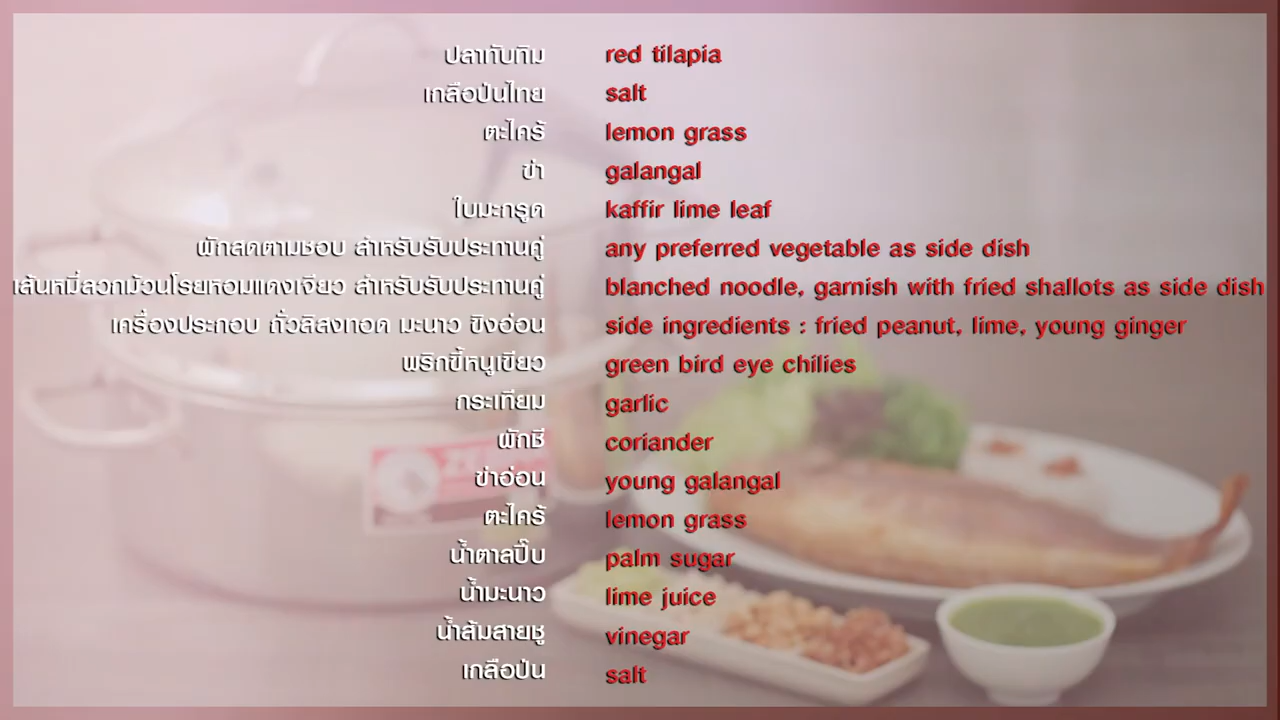 ปลาทับทิม red tilapia
เกลือป่นไทย salt
ตะไคร้ lemon grass
ข่า galangal
ใบมะกรูด kaffir lime leaf
ผักสดตามชอบ สำหรับรับประทานคู่ any preferred vegetable as side dish
เส้นหมี่ลวกม้วนโรยหอมแดงเจียว สำหรับรับประทานคู่ blanched noodle, garnish with fried shallots as side dish
เครื่องประกอบ ถั่วลิสงทอด มะนาว ขิงอ่อน side ingredients : fried peanut, lime, young ginger
พริกขี้หนูเขียว green bird eye chilies
กระเทียม garlic
ผักชี coriander
ข่าอ่อน young galangal
ตะไคร้ lemon grass
น้ำตาลปี๊บ palm sugar
น้ำมะนาว lime juice
น้ำส้มสายชู vinegar
เกลือป่น salt